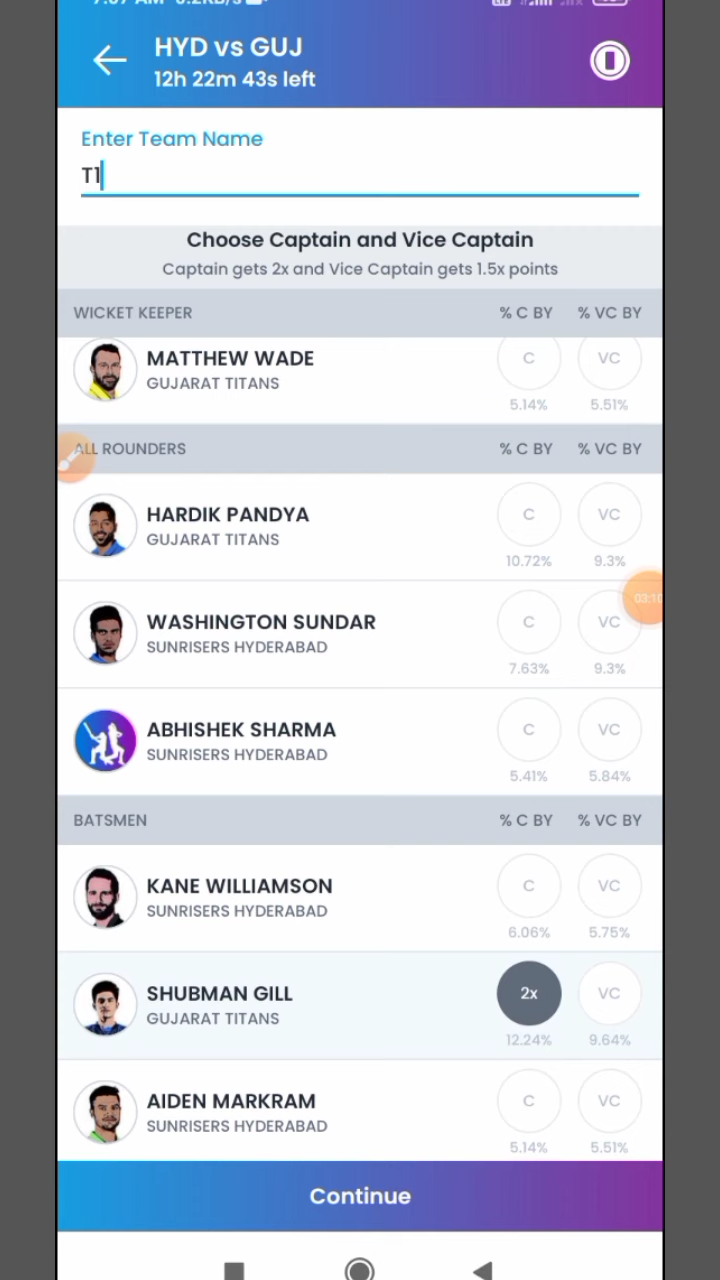 HYD vs GUJ
12h 22m 43s left
Enter Team Name
T1
Choose Captain and Vice Captain
Captain gets 2x and Vice Captain gets 1.5x points
WICKET KEEPER % C BY % VC BY
MATTHEW WADE C VC
GUJARAT TITANS
5.14% 5.51%
ALL ROUNDERS % C BY % VC BY
HARDIK PANDYA C VC
GUJARAT TITANS
10.72% 9.3%
03:10
WASHINGTON SUNDAR C VC
SUNRISERS HYDERABAD
7.63% 9.3%
ABHISHEK SHARMA C VC
SUNRISERS HYDERABAD
5.41% 5.84%
BATSMEN % C BY % VC BY
KANE WILLIAMSON C VC
SUNRISERS HYDERABAD
6.06% 5.75%
SHUBMAN GILL 2x VC
GUJARAT TITANS
12.24% 9.64%
AIDEN MARKRAM C VC
SUNRISERS HYDERABAD
5.14% 5.51%
Continue